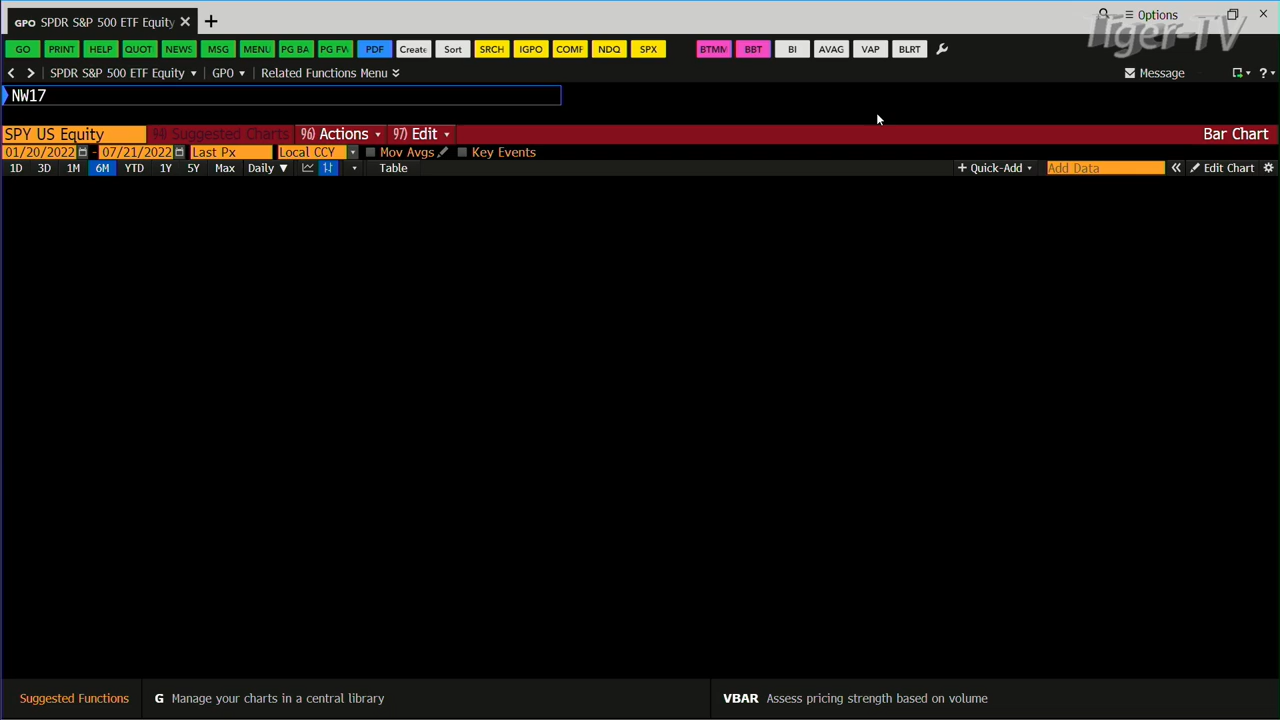 GPO SPDR S&P 500 ETF Equity
Options
Tiger-TV
GO PRINT HELP QUOT NEWS MSG MENU PG BA PG FW PDF Create Sort SRCH IGPO COMF NDQ SPX BTMM BBT BI AVAG VAP BLRT
SPDR S&P 500 ETF Equity GPO Related Functions Menu Message ?
NW17
SPY US Equity 94) Suggested Charts 96) Actions 97) Edit Bar Chart
01/20/2022 - 07/21/2022 Last Px Local CCY Mov Avgs Key Events
1D 3D 1M 6M YTD 1Y 5Y Max Daily ▼ Table + Quick-Add Add Data « Edit Chart
Suggested Functions G Manage your charts in a central library VBAR Assess pricing strength based on volume